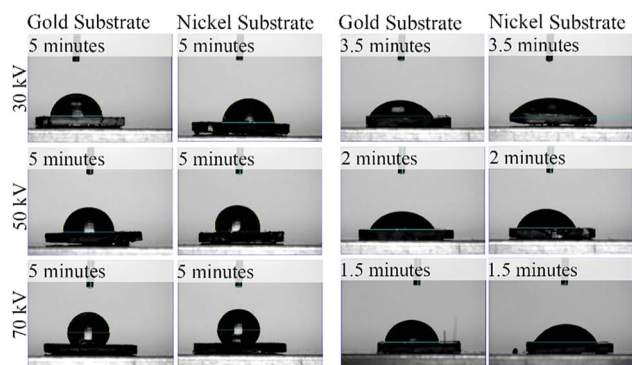 Gold Substrate Nickel Substrate Gold Substrate Nickel Substrate
30 kV 5 minutes 5 minutes 3.5 minutes 3.5 minutes
50 kV 5 minutes 5 minutes 2 minutes 2 minutes
70 kV 5 minutes 5 minutes 1.5 minutes 1.5 minutes